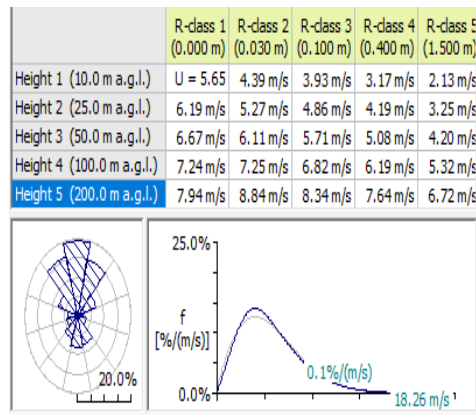 R-class 1 R-class 2 R-class 3 R-class 4 R-class 5
(0.000 m) (0.030 m) (0.100 m) (0.400 m) (1.500 m)
Height 1 (10.0 m a.g.l.) U = 5.65 4.39 m/s 3.93 m/s 3.17 m/s 2.13 m/s
Height 2 (25.0 m a.g.l.) 6.19 m/s 5.27 m/s 4.86 m/s 4.19 m/s 3.25 m/s
Height 3 (50.0 m a.g.l.) 6.67 m/s 6.11 m/s 5.71 m/s 5.08 m/s 4.20 m/s
Height 4 (100.0 m a.g.l.) 7.24 m/s 7.25 m/s 6.82 m/s 6.19 m/s 5.32 m/s
Height 5 (200.0 m a.g.l.) 7.94 m/s 8.84 m/s 8.34 m/s 7.64 m/s 6.72 m/s
20.0%
25.0%
f
[%/(m/s)]
0.1%/(m/s)
0.0%
18.26 m/s